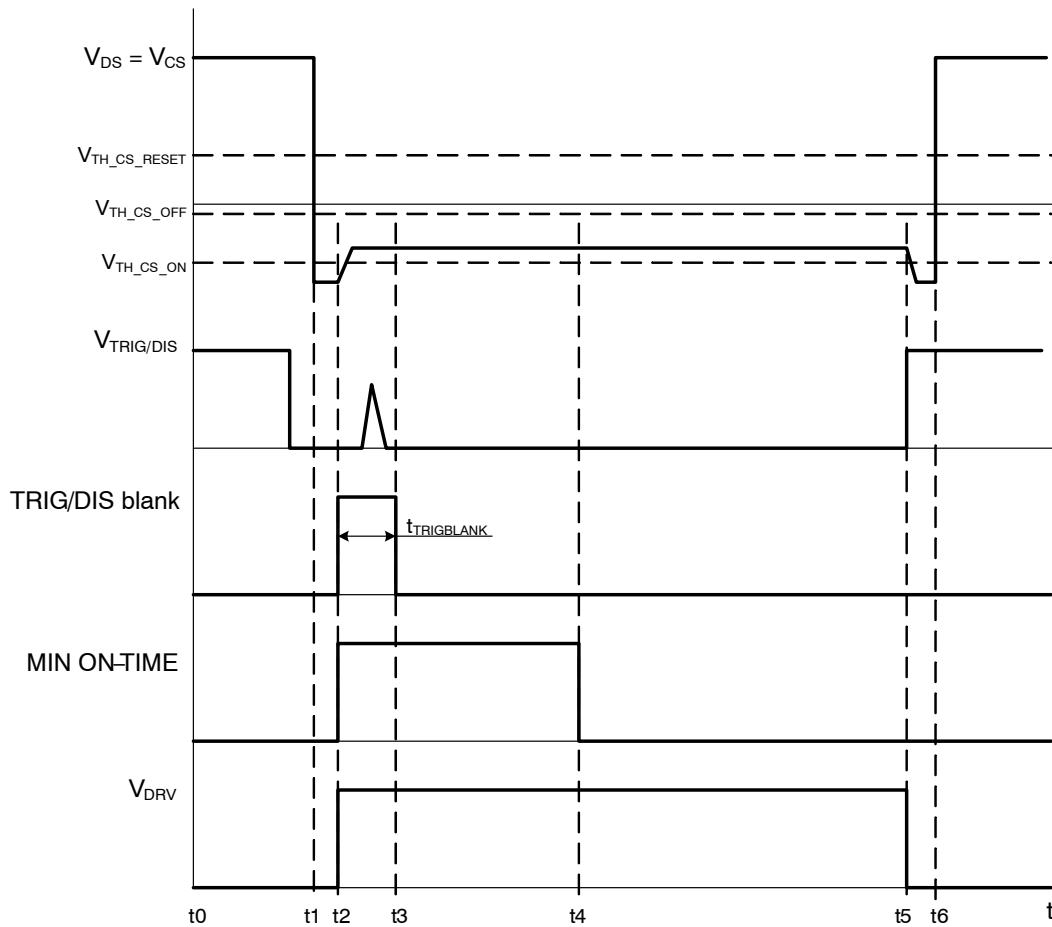 VDS = VCS
VTH_CS_RESET
VTH_CS_OFF
VTH_CS_ON
VTRIG/DIS
TRIG/DIS blank
tTRIGBLANK
MIN ON–TIME
VDRV
t0 t1 t2 t3 t4 t5 t6 t